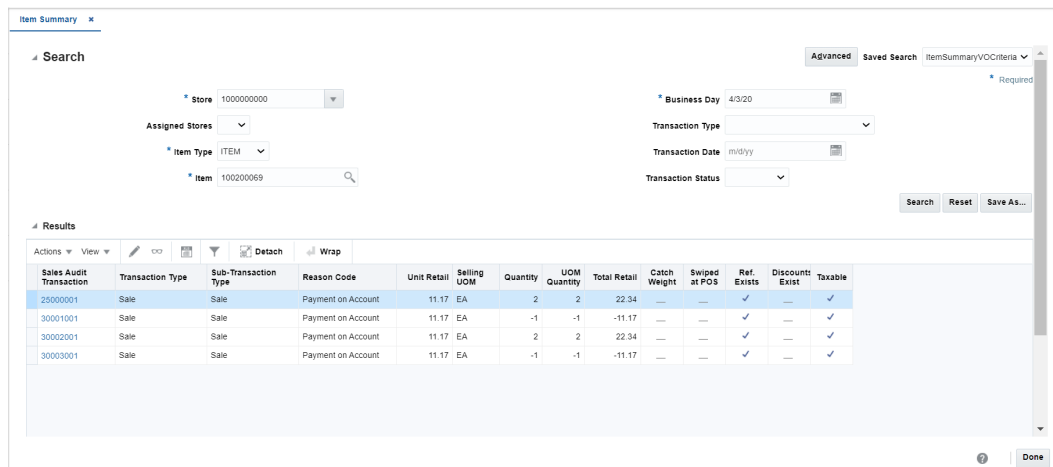 Item Summary
Search
Advanced Saved Search ItemSummaryVOCriteria
* Required
* Store 1000000000
* Business Day 4/3/20
Assigned Stores
Transaction Type
* Item Type ITEM
Transaction Date m/d/yy
* Item 100200069
Transaction Status
Search Reset Save As...
Results
Actions View Detach Wrap
Sales Audit Transaction Transaction Type Sub-Transaction Type Reason Code Unit Retail Selling UOM Quantity UOM Quantity Total Retail Catch Weight Swiped at POS Ref. Exists Discounts Exist Taxable
25000001 Sale Sale Payment on Account 11.17 EA 2 2 22.34
30001001 Sale Sale Payment on Account 11.17 EA -1 -1 -11.17
30002001 Sale Sale Payment on Account 11.17 EA 2 2 22.34
30003001 Sale Sale Payment on Account 11.17 EA -1 -1 -11.17
Done